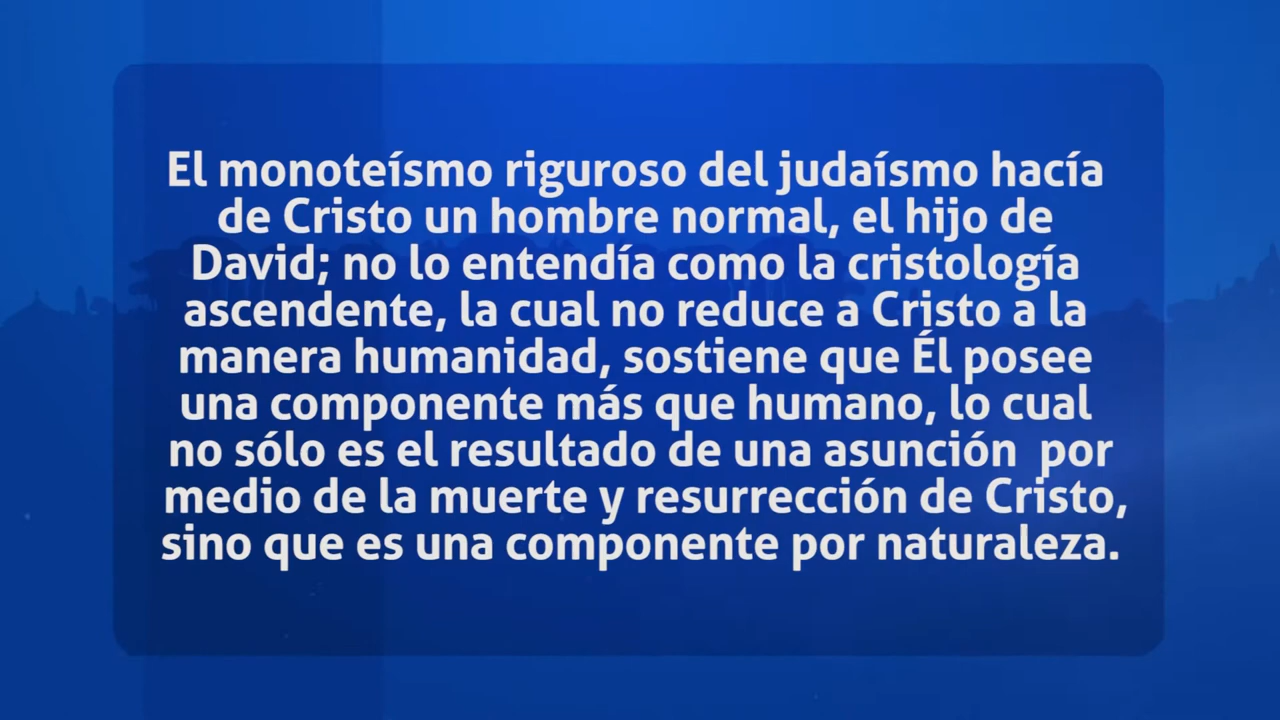 El monoteísmo riguroso del judaísmo hacía
de Cristo un hombre normal, el hijo de
David; no lo entendía como la cristología
ascendente, la cual no reduce a Cristo a la
manera humanidad, sostiene que Él posee
una componente más que humano, lo cual
no sólo es el resultado de una asunción  por
medio de la muerte y resurrección de Cristo,
sino que es una componente por naturaleza.